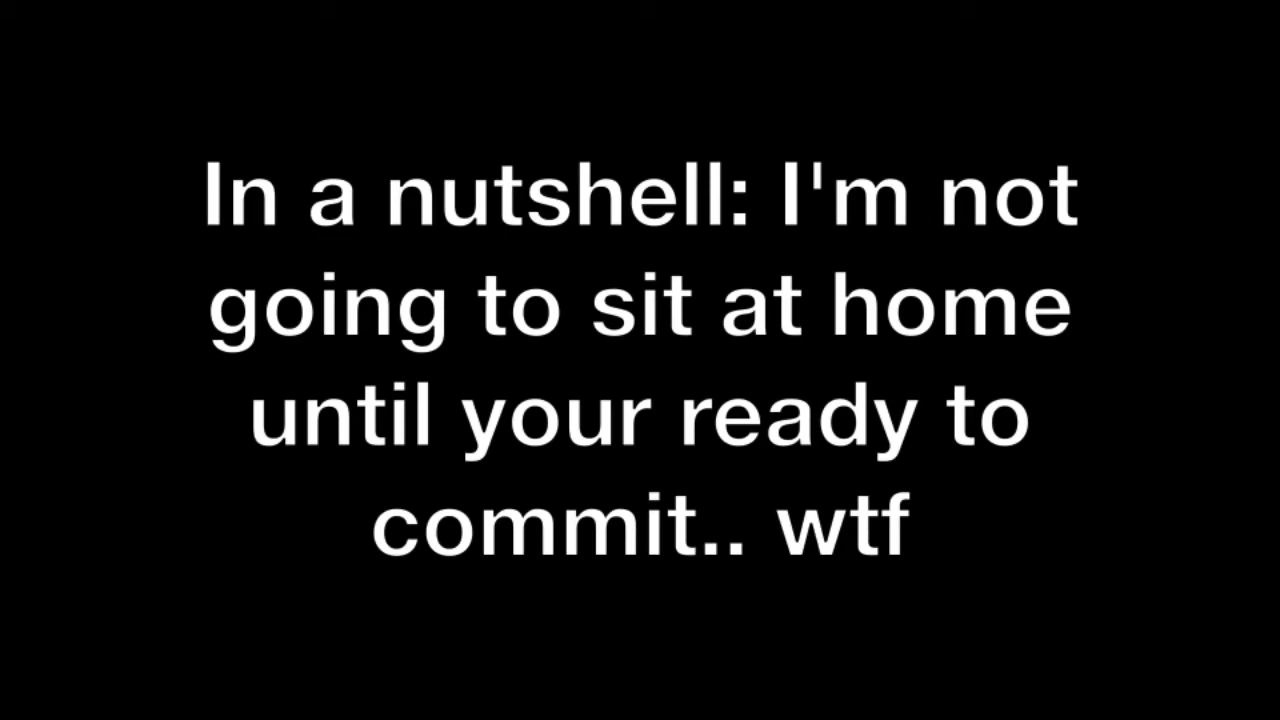 In a nutshell: I'm not
going to sit at home
until your ready to
commit.. wtf